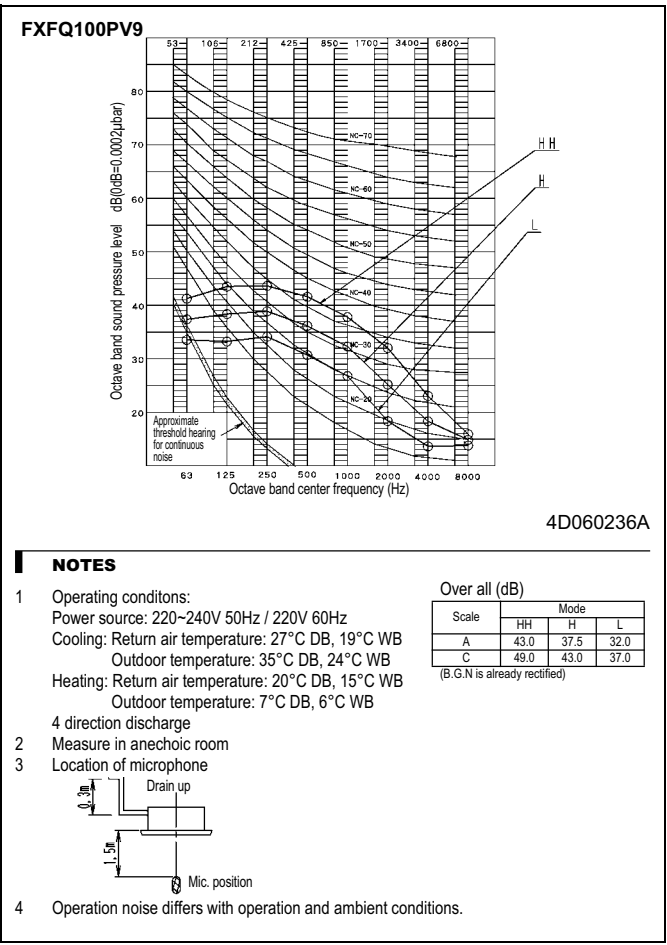 FXFQ100PV9
53— 106— 212— 425— 850— 1700— 3400— 6800—
Octave band sound pressure level   dB(0dB=0.0002µbar)
80
70
60
50
40
30
20
NC-70
NC-60
NC-50
NC-40
NC-30
NC-20
H H
H
L
Approximate
threshold hearing
for continuous
noise
63 125 250 500 1000 2000 4000 8000
Octave band center frequency (Hz)
4D060236A
NOTES
1 Operating conditons:
Power source: 220~240V 50Hz / 220V 60Hz
Cooling: Return air temperature: 27°C DB, 19°C WB
Outdoor temperature: 35°C DB, 24°C WB
Heating: Return air temperature: 20°C DB, 15°C WB
Outdoor temperature: 7°C DB, 6°C WB
4 direction discharge
2 Measure in anechoic room
3 Location of microphone
Drain up
0.3m
1.5m
Mic. position
4 Operation noise differs with operation and ambient conditions.
Over all (dB)
Scale Mode
HH H L
A 43.0 37.5 32.0
C 49.0 43.0 37.0
(B.G.N is already rectified)